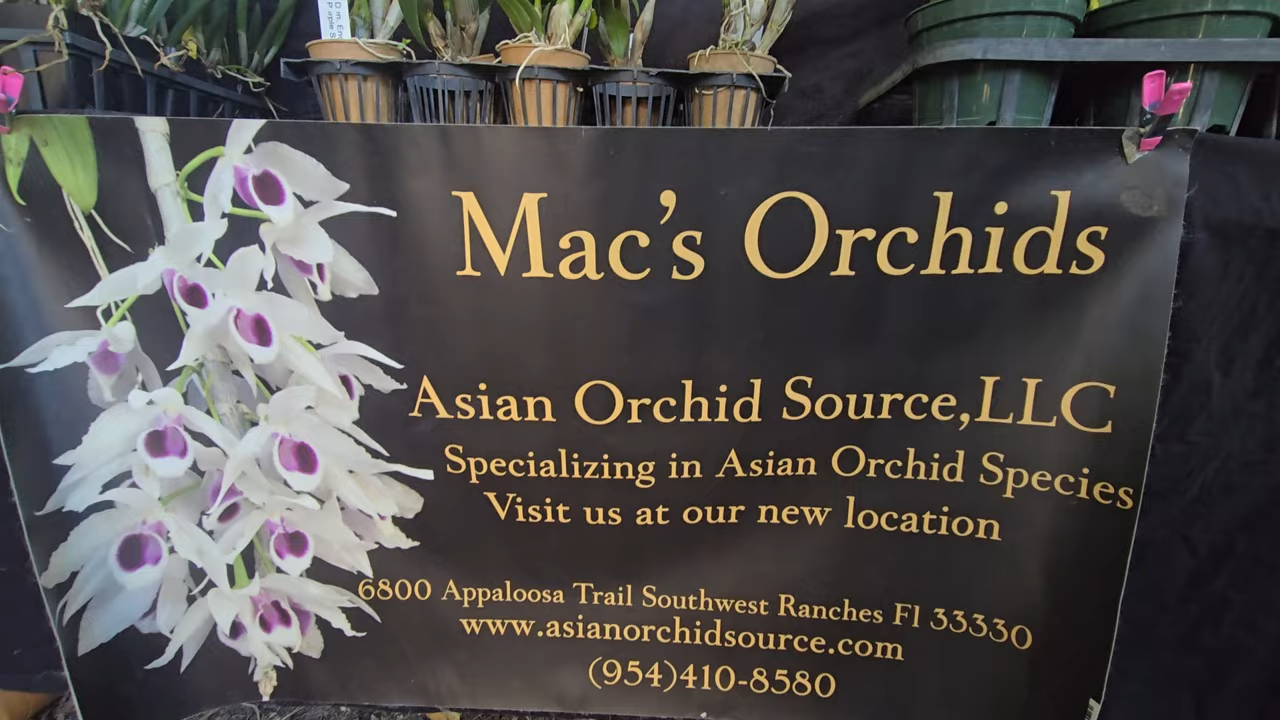 Mac's Orchids
Asian Orchid Source,LLC
Specializing in Asian Orchid Species
Visit us at our new location
6800 Appaloosa Trail Southwest Ranches Fl 33330
www.asianorchidsource.com
(954)410-8580